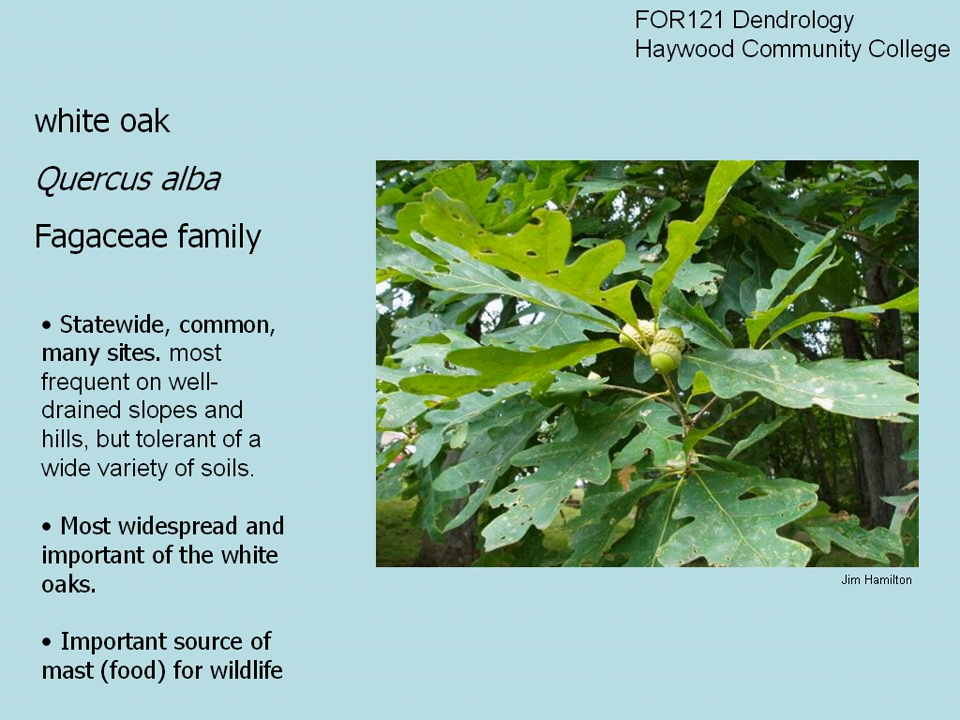 FOR121 Dendrology
Haywood Community College
white oak
Quercus alba
Fagaceae family
• Statewide, common,
many sites. most
frequent on well-
drained slopes and
hills, but tolerant of a
wide variety of soils.
• Most widespread and
important of the white
oaks.
• Important source of
mast (food) for wildlife
Jim Hamilton